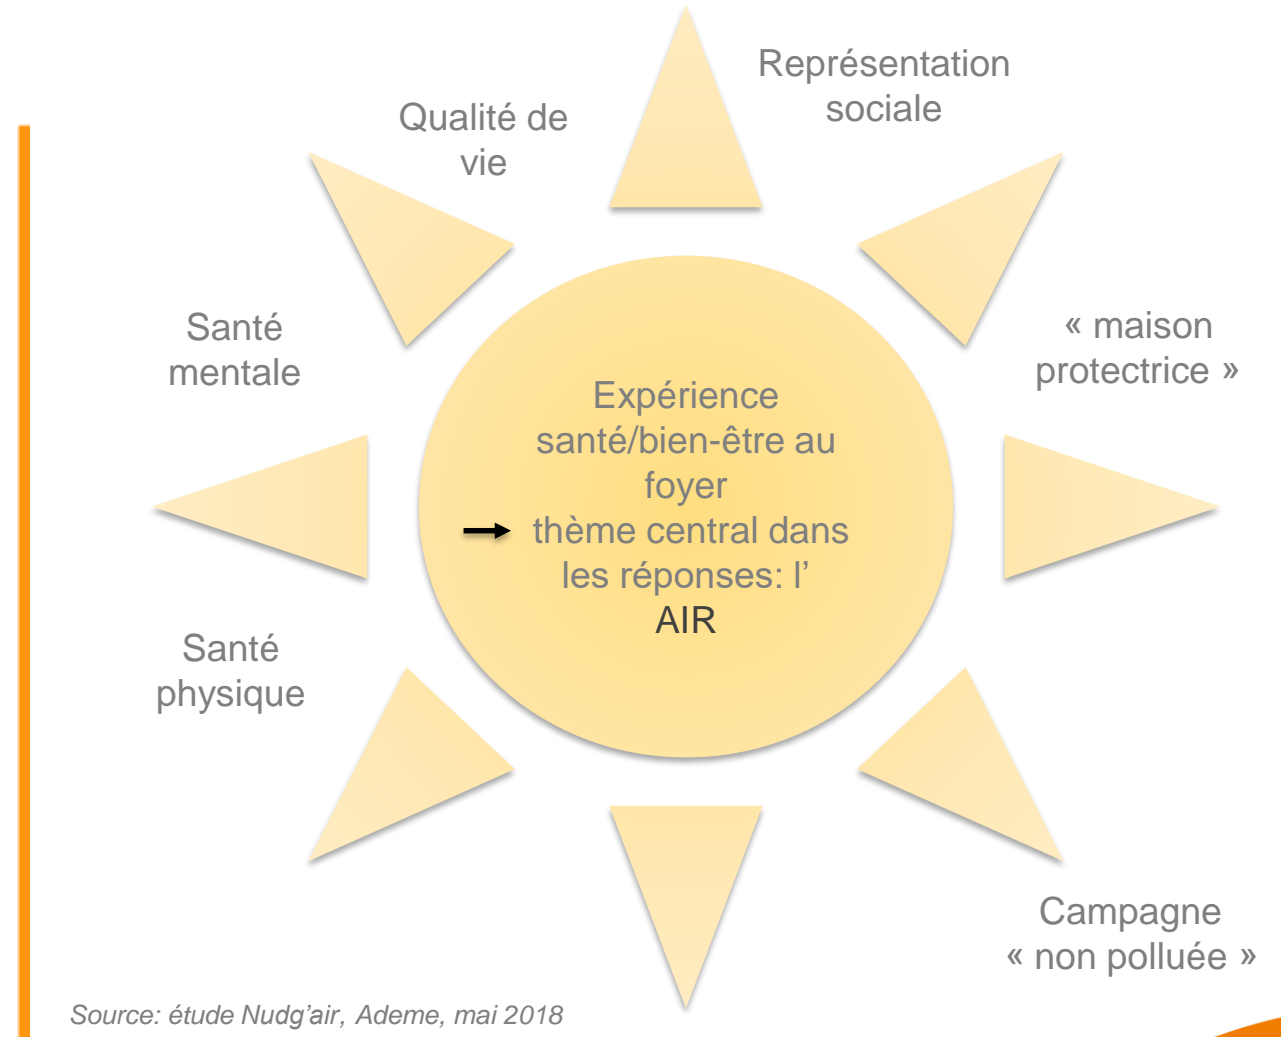 Représentation
sociale
Qualité de
vie
Santé
mentale
« maison
protectrice »
Expérience
santé/bien-être au
foyer
thème central dans
les réponses: l’
AIR
Santé
physique
Campagne
« non polluée »
Source: étude Nudg’air, Ademe, mai 2018